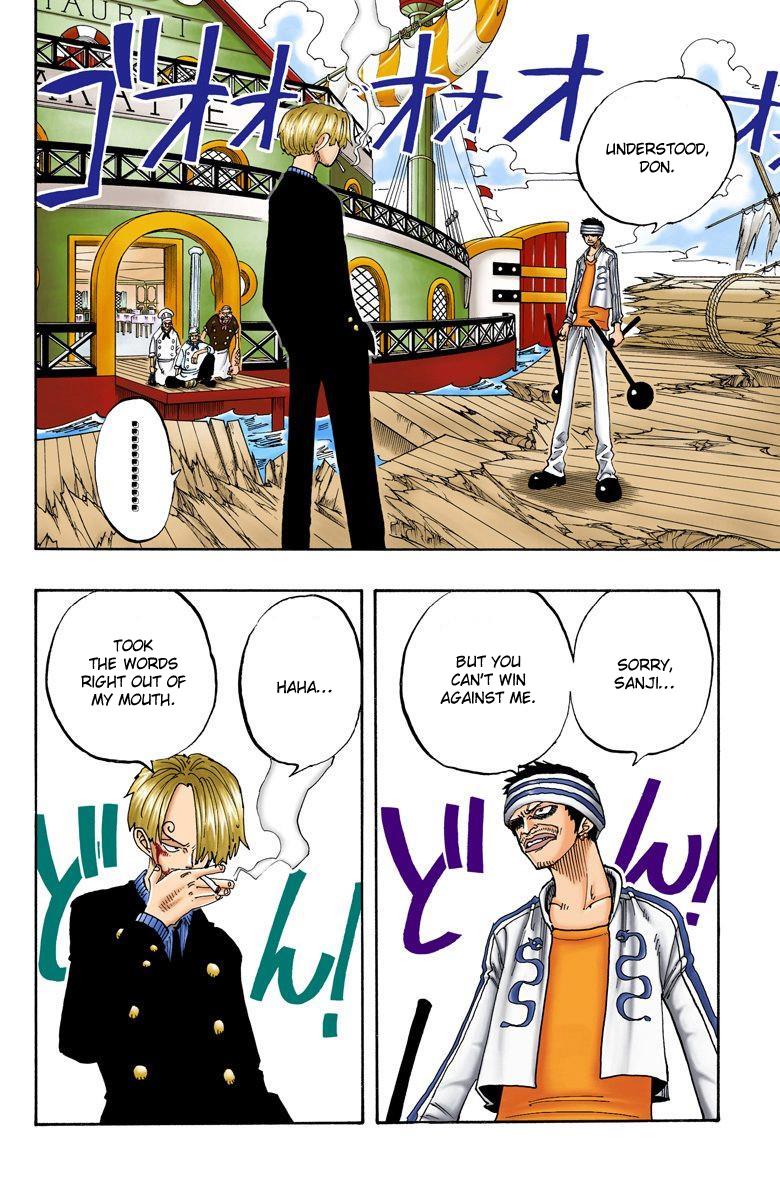 TAURANT
ゴオオオオオオ
UNDERSTOOD,
DON.
SORRY,
SANJI...
BUT YOU
CAN'T WIN
AGAINST ME.
どん!
HAHA...
TOOK
THE WORDS
RIGHT OUT OF
MY MOUTH.
どん!